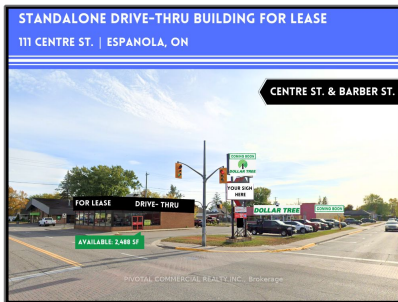 STANDALONE DRIVE-THRU BUILDING FOR LEASE
111 CENTRE ST. | ESPANOLA, ON
CENTRE ST. & BARBER ST.
COMING SOON
DOLLAR TREE
YOUR SIGN
HERE
FOR LEASE DRIVE- THRU
DOLLAR TREE
COMING SOON
AVAILABLE: 2,488 SF
PIVOTAL COMMERCIAL REALTY INC., Brokerage